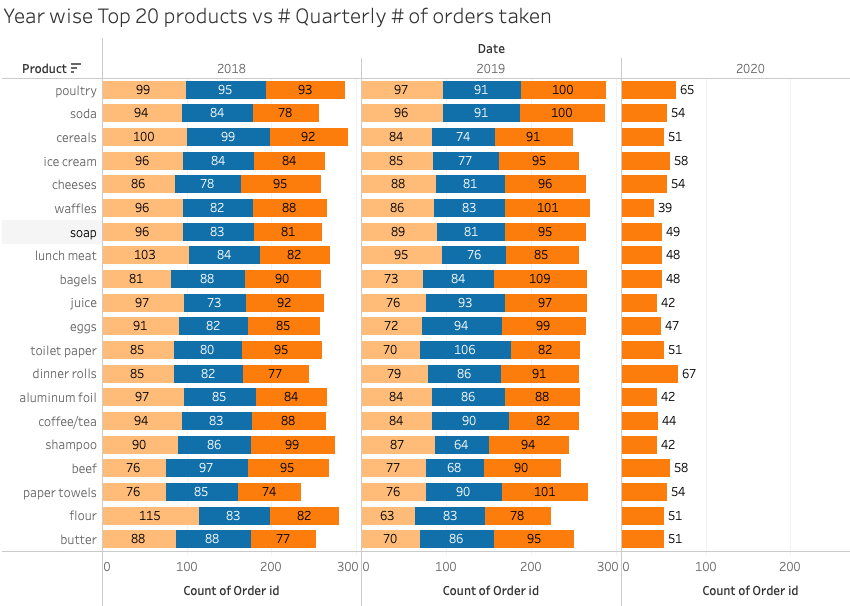 Year wise Top 20 products vs # Quarterly # of orders taken
Date
Product 2018 2019 2020
poultry 99 95 93 97 91 100 65
soda 94 84 78 96 91 100 54
cereals 100 99 92 84 74 91 51
ice cream 96 84 84 85 77 95 58
cheeses 86 78 95 88 81 96 54
waffles 96 82 88 86 83 101 39
soap 96 83 81 89 81 95 49
lunch meat 103 84 82 95 76 85 48
bagels 81 88 90 73 84 109 48
juice 97 73 92 76 93 97 42
eggs 91 82 85 72 94 99 47
toilet paper 85 80 95 70 106 82 51
dinner rolls 85 82 77 79 86 91 67
aluminum foil 97 85 84 84 86 88 42
coffee/tea 94 83 88 84 90 82 44
shampoo 90 86 99 87 64 94 42
beef 76 97 95 77 68 90 58
paper towels 76 85 74 76 90 101 54
flour 115 83 82 63 83 78 51
butter 88 88 77 70 86 95 51
0 100 200 300 0 100 200 300 0 100 200
Count of Order id Count of Order id Count of Order id